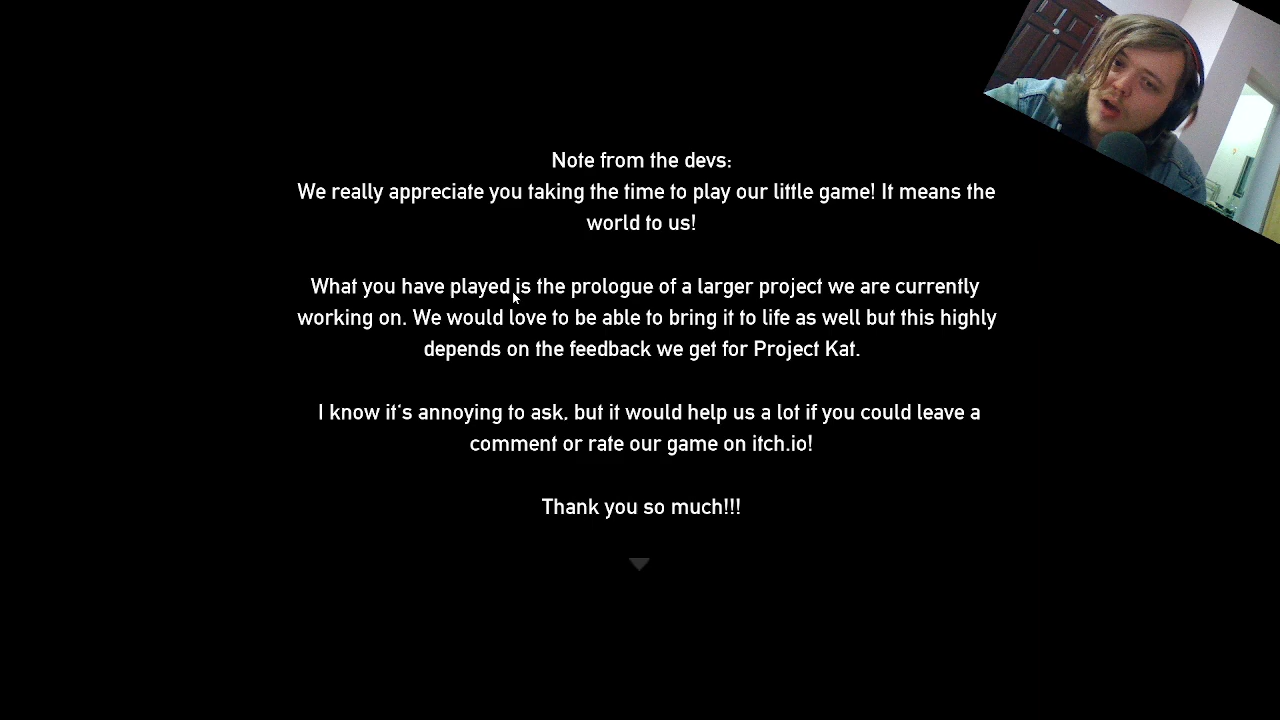 Note from the devs:
We really appreciate you taking the time to play our little game! It means the
world to us!
What you have played is the prologue of a larger project we are currently
working on. We would love to be able to bring it to life as well but this highly
depends on the feedback we get for Project Kat.
I know it's annoying to ask, but it would help us a lot if you could leave a
comment or rate our game on itch.io!
Thank you so much!!!